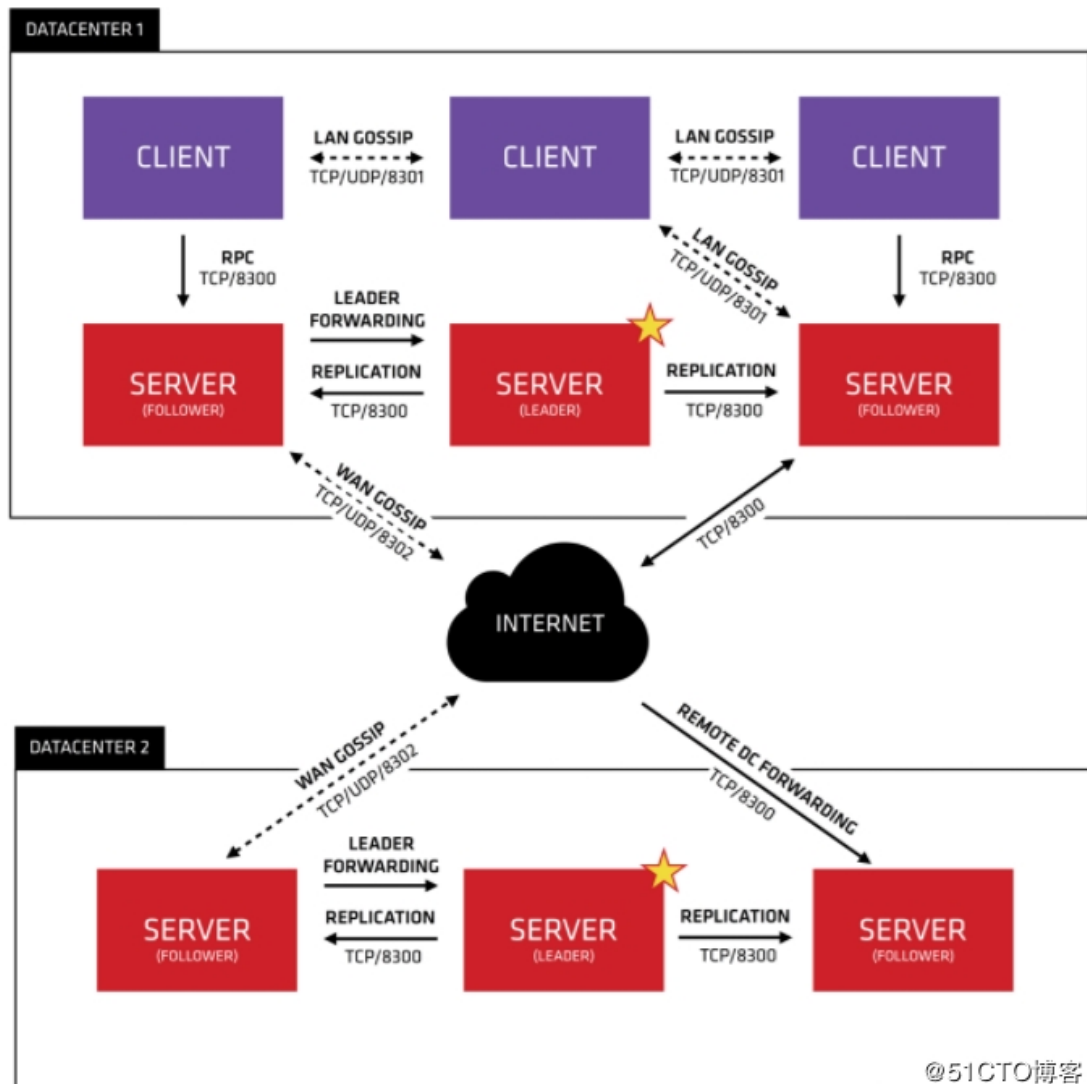 DATACENTER 1
LAN GOSSIP
LAN GOSSIP
CLIENT
CLIENT
CLIENT
TCP/UDP/8301
TCP/UDP/8301
LAN GOSSIP
TCP/UDP/8301
RPC
TCP/8300
RPC
TCP/8300
LEADER
FORWARDING
REPLICATION
TCP/8300
REPLICATION
TCP/8300
SERVER
(FOLLOWER)
SERVER
(LEADER)
SERVER
(FOLLOWER)
WAN GOSSIP
TCP/UDP/8302
TCP/8300
INTERNET
DATACENTER 2
WAN GOSSIP
TCP/UDP/8302
REMOTE DC FORWARDING
TCP/8300
LEADER
FORWARDING
REPLICATION
TCP/8300
REPLICATION
TCP/8300
SERVER
(FOLLOWER)
SERVER
(LEADER)
SERVER
(FOLLOWER)
@51CTO博客